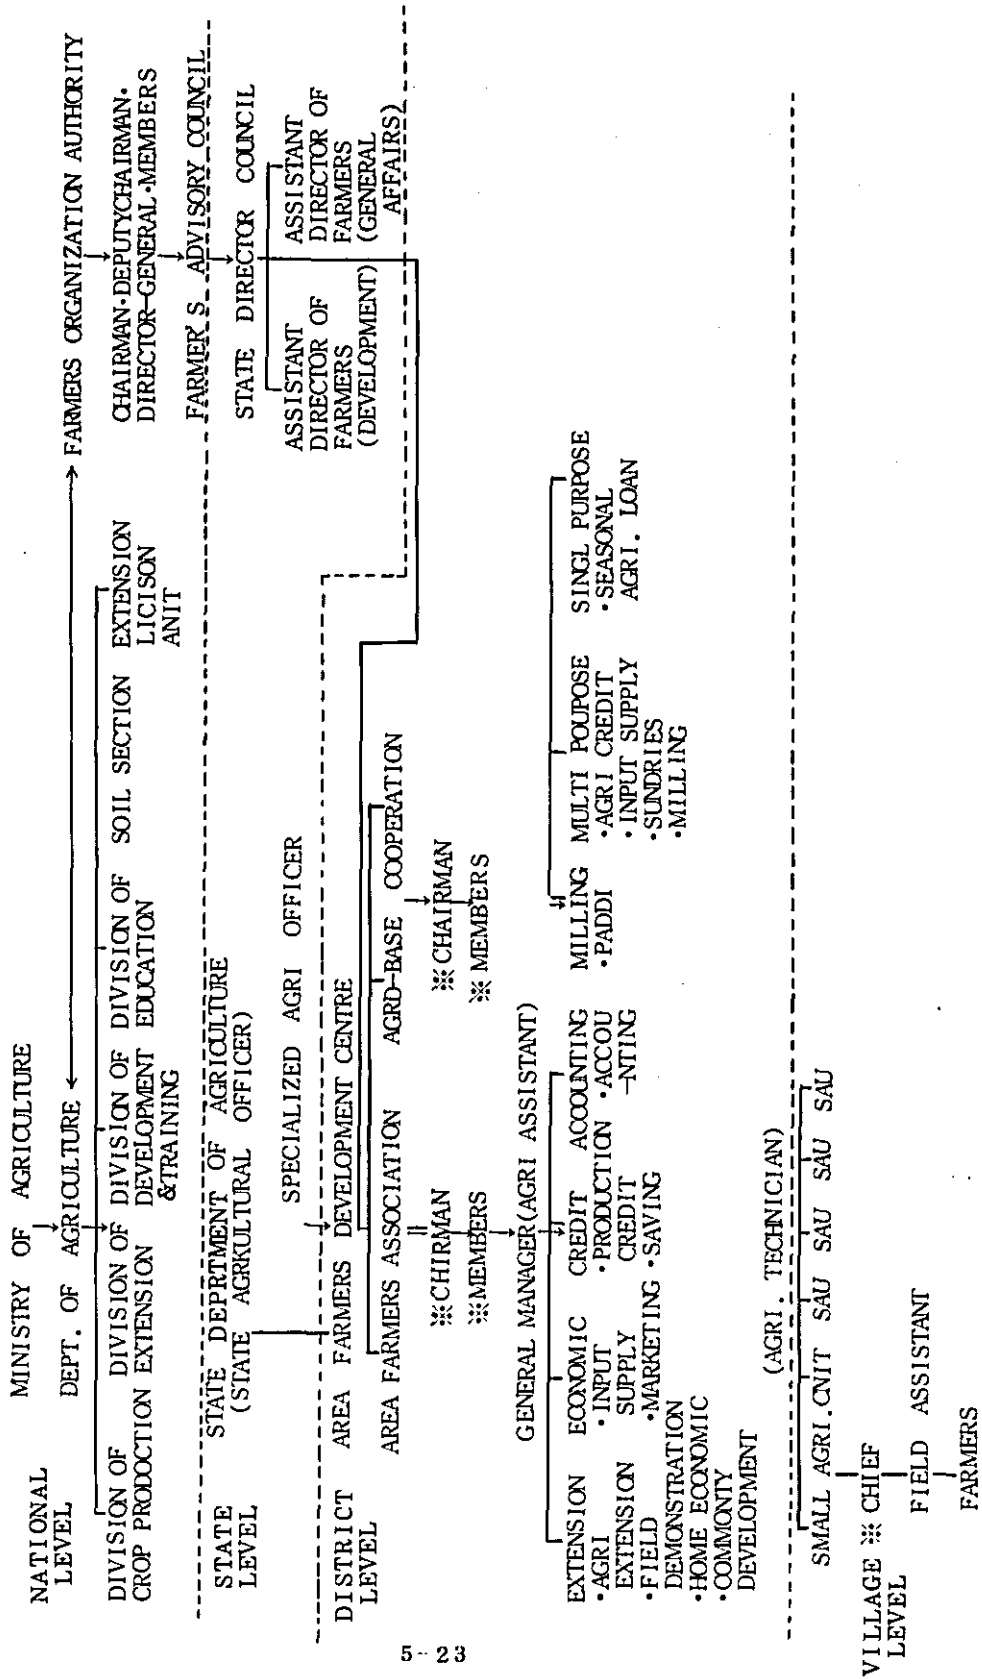 MINISTRY OF AGRICULTURE
NATIONAL
LEVEL
DEPT. OF AGRICULTURE
FARMERS ORGANIZATION AUTHORITY
DIVISION OF
CROP PRODOCTION
DIVISION OF
EXTENSION
DIVISION OF
DEVELOPMENT
&TRAINING
DIVISION OF
EDUCATION
SOIL SECTION
EXTENSION
LICISON
ANIT
CHAIRMAN·DEPUTYCHAIRMAN·
DIRECTOR-GENERAL·MEMBERS
FARMER'S ADVISORY COUNCIL
STATE
LEVEL
STATE DEPRTMENT OF AGRICULTURE
(STATE AGRKULTURAL OFFICER)
STATE DIRECTOR COUNCIL
SPECIALIZED AGRI OFFICER
ASSISTANT
DIRECTOR OF
FARMERS
(DEVELOPMENT)
ASSISTANT
DIRECTOR OF
FARMERS
(GENERAL
AFFAIRS)
DISTRICT
LEVEL
AREA FARMERS DEVELOPMENT CENTRE
AREA FARMERS ASSOCIATION
AGRD-BASE COOPERATION
※CHIRMAN
※MEMBERS
※CHAIRMAN
※MEMBERS
GENERAL MANAGER(AGRI ASSISTANT)
EXTENSION
·AGRI
EXTENSION
·FIELD
DEMONSTRATION
·HOME ECONOMIC
·COMMONTY
DEVELOPMENT
ECONOMIC
·INPUT
SUPPLY
·MARKETING
CREDIT
·PRODUCTION
CREDIT
·SAVING
ACCOUNTING
·ACCOU
-NTING
MILLING
·PADDI
MULTI POUPOSE
·AGRI CREDIT
·INPUT SUPPLY
·SUNDRIES
·MILLING
SINGL PURPOSE
·SEASONAL
AGRI. LOAN
(AGRI. TECHNICIAN)
SMALL AGRI.CNIT SAU SAU SAU SAU
VILLAGE ※ CHIEF
LEVEL
FIELD ASSISTANT
FARMERS
5-23